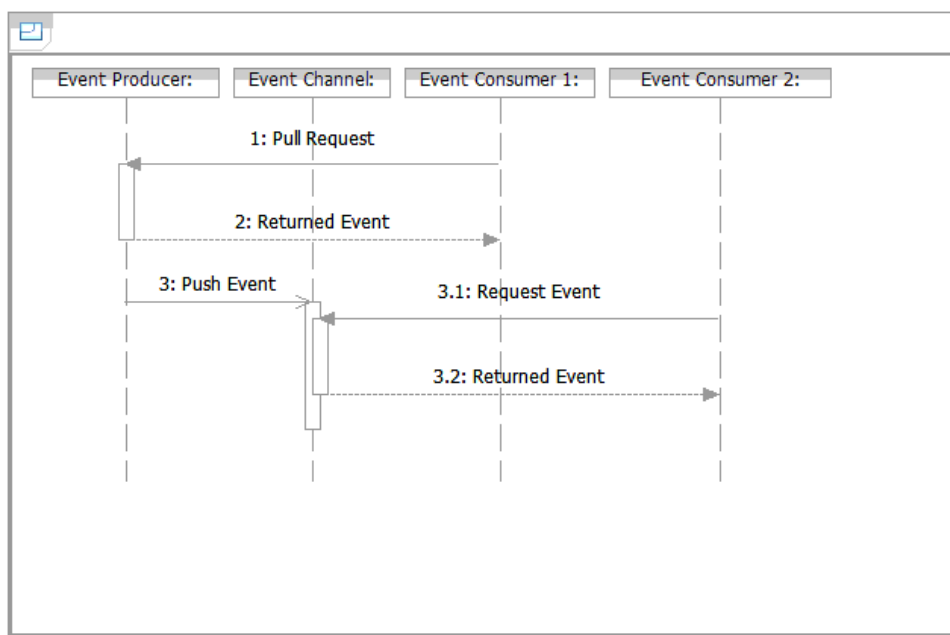 Event Producer:
Event Channel:
Event Consumer 1:
Event Consumer 2:
1: Pull Request
2: Returned Event
3: Push Event
3.1: Request Event
3.2: Returned Event